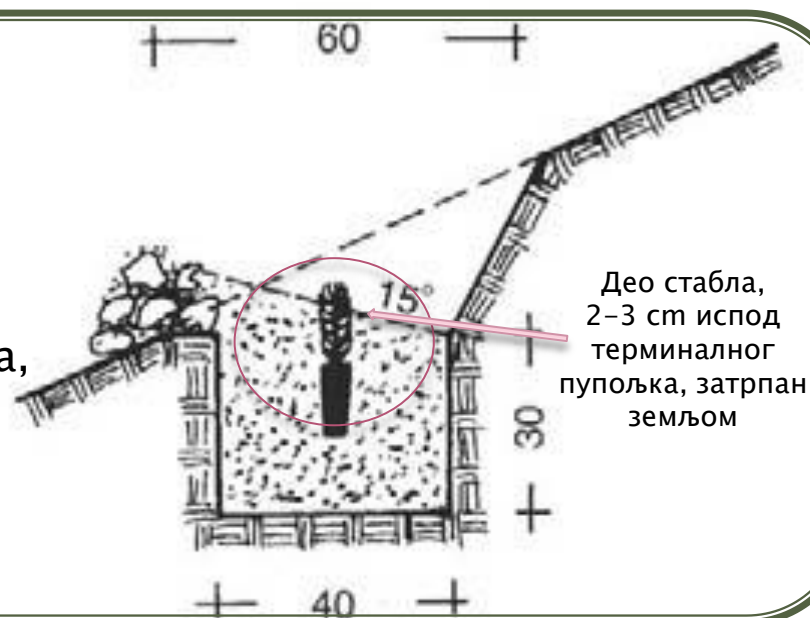 60
15°
Део стабла,
2-3 cm испод
терминалног
пупољка, затрпан
земљом
а,
30
40